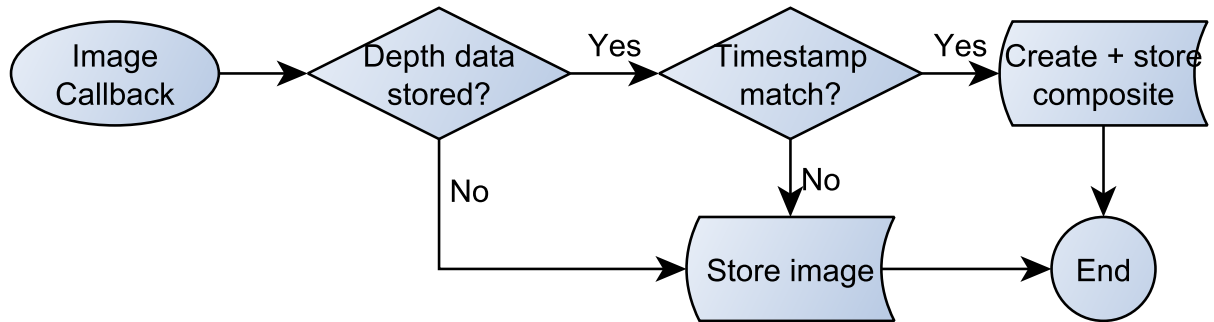 Image
Callback
Depth data
stored?
Yes
Timestamp
match?
Yes
Create + store
composite
No
No
Store image
End